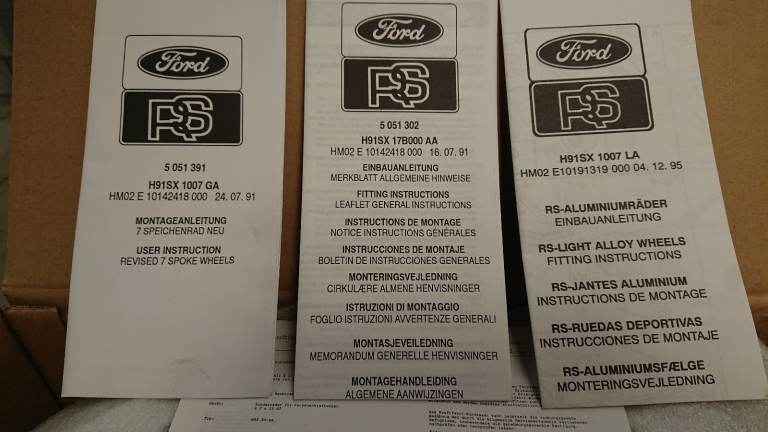 Ford
RS
5 051 391
H91SX 1007 GA
HM02 E 10142418 000 24. 07. 91
MONTAGEANLEITUNG
7 SPEICHENRAD NEU
USER INSTRUCTION
REVISED 7 SPOKE WHEELS
Ford
RS
5 051 302
H91SX 17B000 AA
HM02 E 10142418 000 16. 07. 91
EINBAUANLEITUNG
MERKBLATT ALLGEMEINE HINWEISE
FITTING INSTRUCTIONS
LEAFLET GENERAL INSTRUCTIONS
INSTRUCTIONS DE MONTAGE
NOTICE INSTRUCTIONS GÉNÉRALES
INSTRUCCIONES DE MONTAJE
BOLETIN DE INSTRUCCIONES GENERALES
MONTERINGSVEJLEDNING
CIRKULÆRE ALMENE HENVISNINGER
ISTRUZIONI DI MONTAGGIO
FOGLIO ISTRUZIONI AVVERTENZE GENERALI
MONTASJEVEILEDNING
MEMORANDUM GENERELLE HENVISNINGER
MONTAGEHANDLEIDING
ALGEMENE AANWIJZINGEN
Ford
RS
H91SX 1007 LA
HM02 E10191319 000 04. 12. 95
RS-ALUMINIUMRÄDER
EINBAUANLEITUNG
RS-LIGHT ALLOY WHEELS
FITTING INSTRUCTIONS
RS-JANTES ALUMINIUM
INSTRUCTIONS DE MONTAGE
RS-RUEDAS DEPORTIVAS
INSTRUCCIONES DE MONTAJE
RS-ALUMINIUMSFÆLGE
MONTERINGSVEJLEDNING